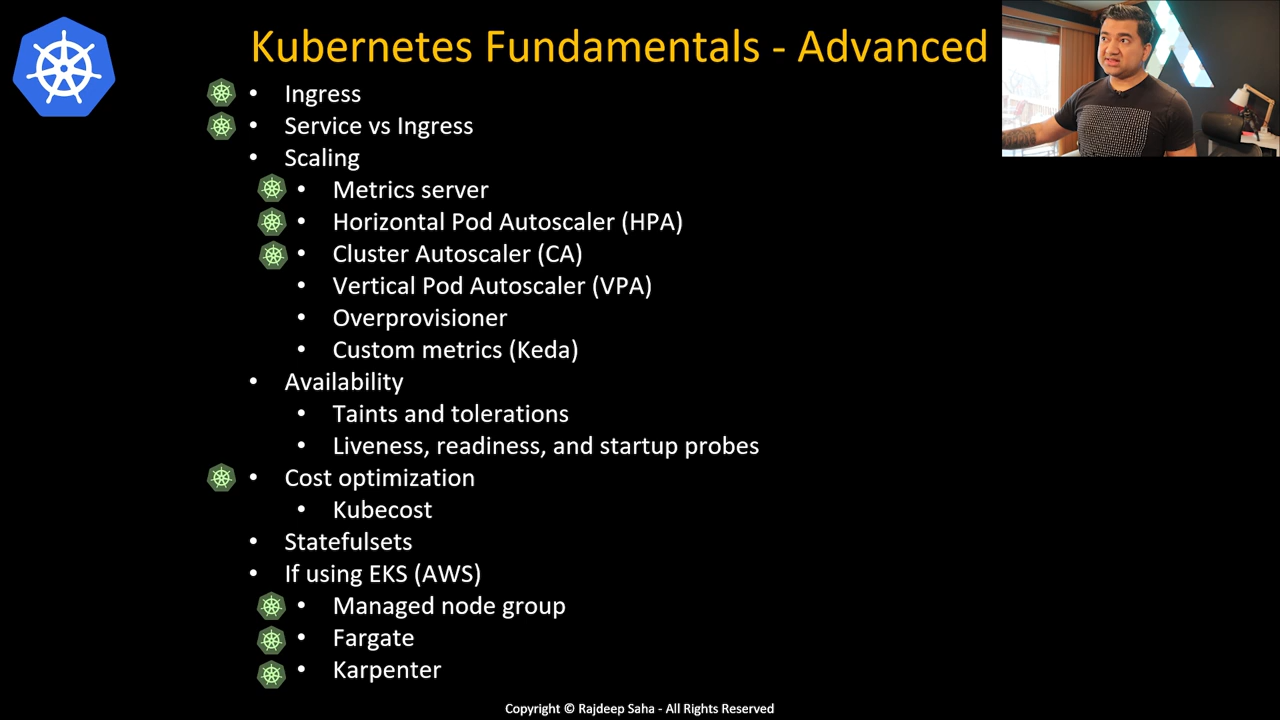 Kubernetes Fundamentals - Advanced
• Ingress
• Service vs Ingress
• Scaling
• Metrics server
• Horizontal Pod Autoscaler (HPA)
• Cluster Autoscaler (CA)
• Vertical Pod Autoscaler (VPA)
• Overprovisioner
• Custom metrics (Keda)
• Availability
• Taints and tolerations
• Liveness, readiness, and startup probes
• Cost optimization
• Kubecost
• Statefulsets
• If using EKS (AWS)
• Managed node group
• Fargate
• Karpenter
Copyright © Rajdeep Saha - All Rights Reserved